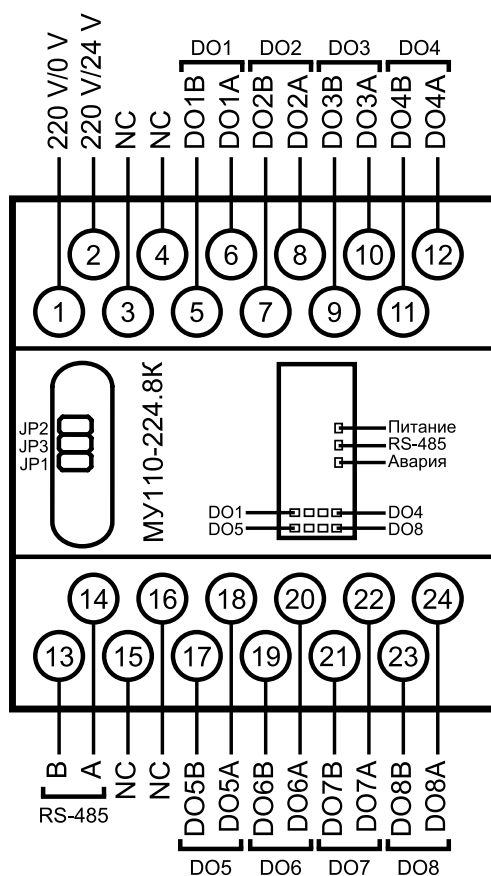 DO1 DO2 DO3 DO4
220 V/0 V
220 V/24 V
NC
NC
DO1B
DO1A
DO2B
DO2A
DO3B
DO3A
DO4B
DO4A
2 4 6 8 10 12
1 3 5 7 9 11
JP2
JP3
JP1
МУ110-224.8К
Питание
RS-485
Авария
DO1 DO4
DO5 DO8
14 16 18 20 22 24
13 15 17 19 21 23
B
A
NC
NC
DO5B
DO5A
DO6B
DO6A
DO7B
DO7A
DO8B
DO8A
RS-485
DO5 DO6 DO7 DO8